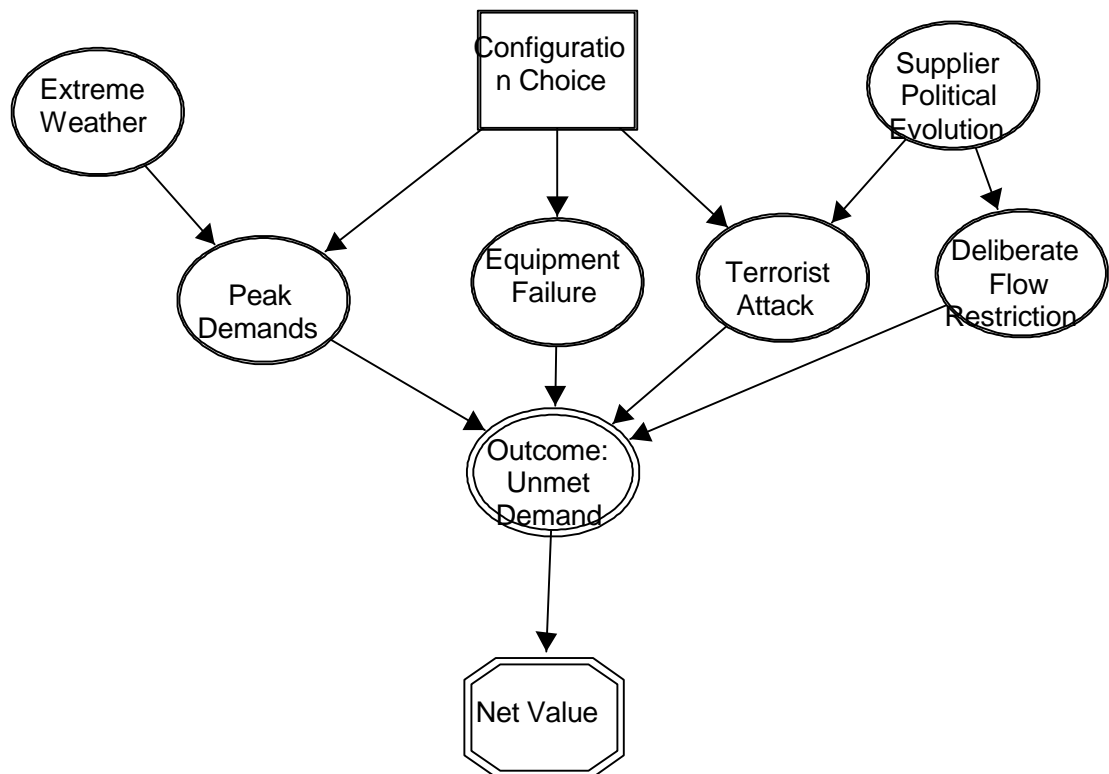 Extreme
Weather
Configuratio
n Choice
Supplier
Political
Evolution
Peak
Demands
Equipment
Failure
Terrorist
Attack
Deliberate
Flow
Restriction
Outcome:
Unmet
Demand
Net Value